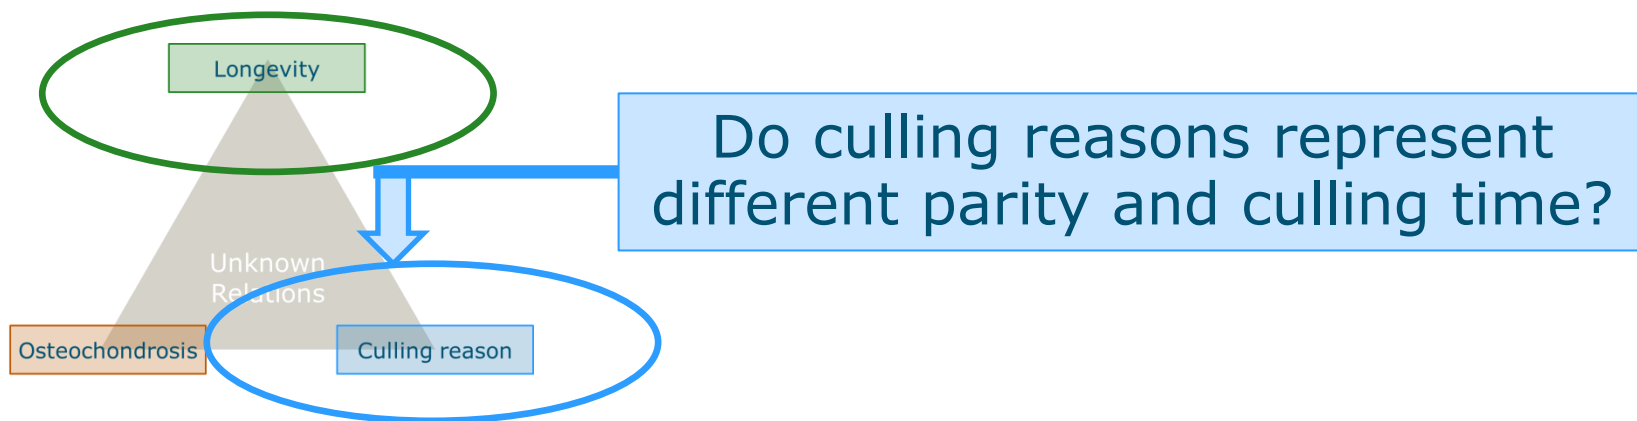 Longevity
Do culling reasons represent
different parity and culling time?
Unknown
Relations
Osteochondrosis
Culling reason